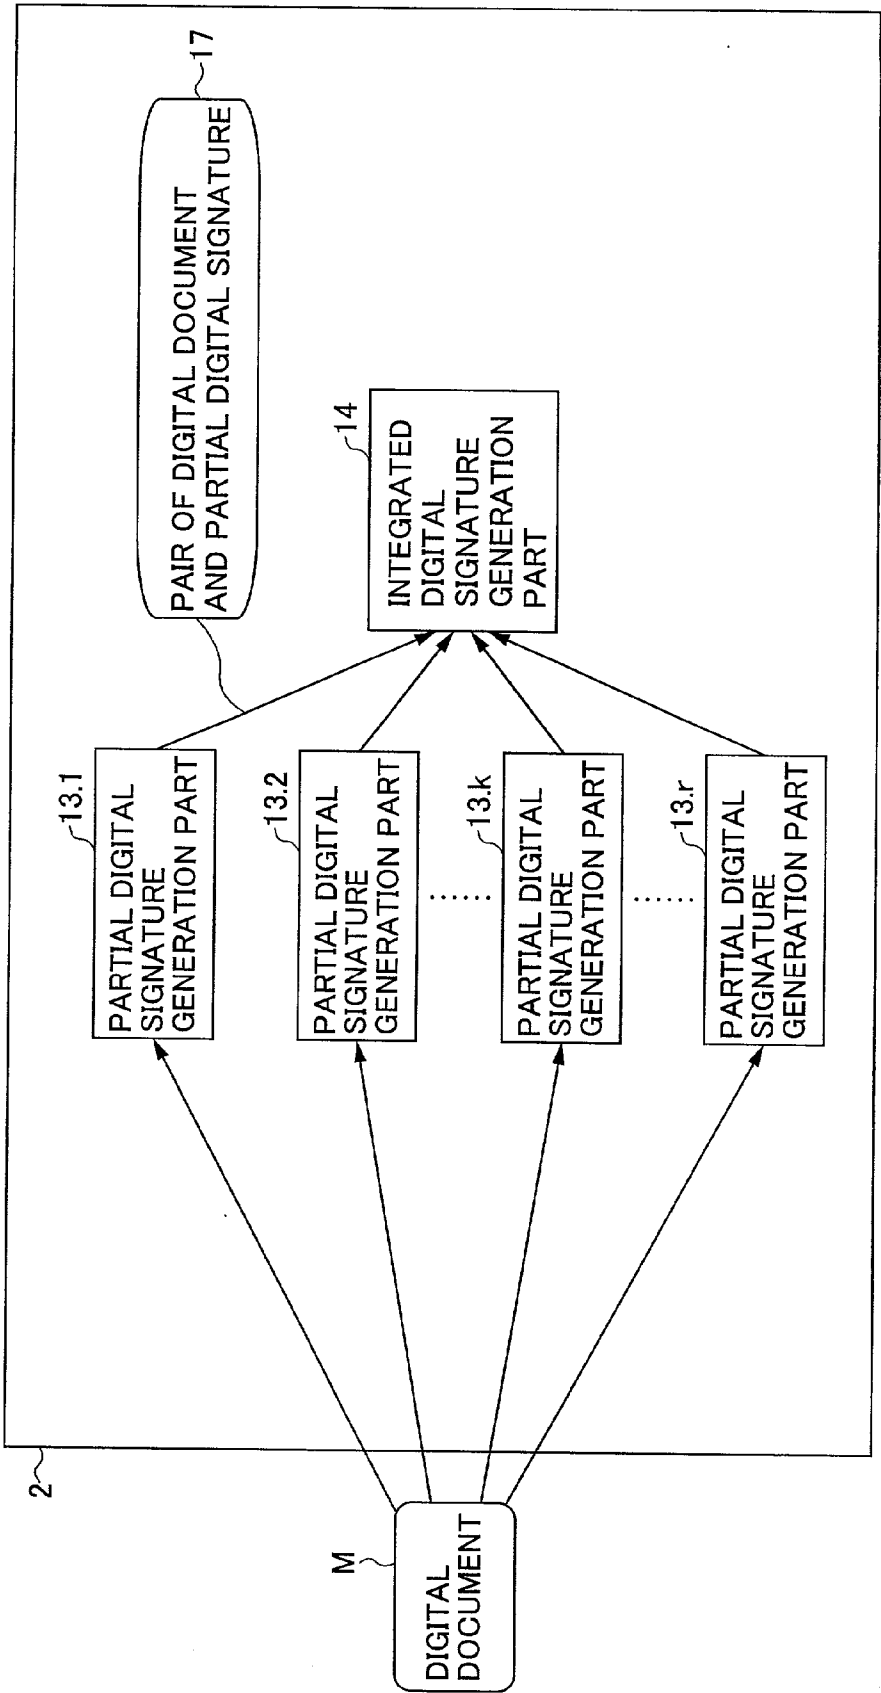 2
M
DIGITAL
DOCUMENT
13.1
PARTIAL DIGITAL
SIGNATURE
GENERATION PART
13.2
PARTIAL DIGITAL
SIGNATURE
GENERATION PART
13.k
PARTIAL DIGITAL
SIGNATURE
GENERATION PART
13.r
PARTIAL DIGITAL
SIGNATURE
GENERATION PART
14
INTEGRATED
DIGITAL
SIGNATURE
GENERATION
PART
17
PAIR OF DIGITAL DOCUMENT
AND PARTIAL DIGITAL SIGNATURE